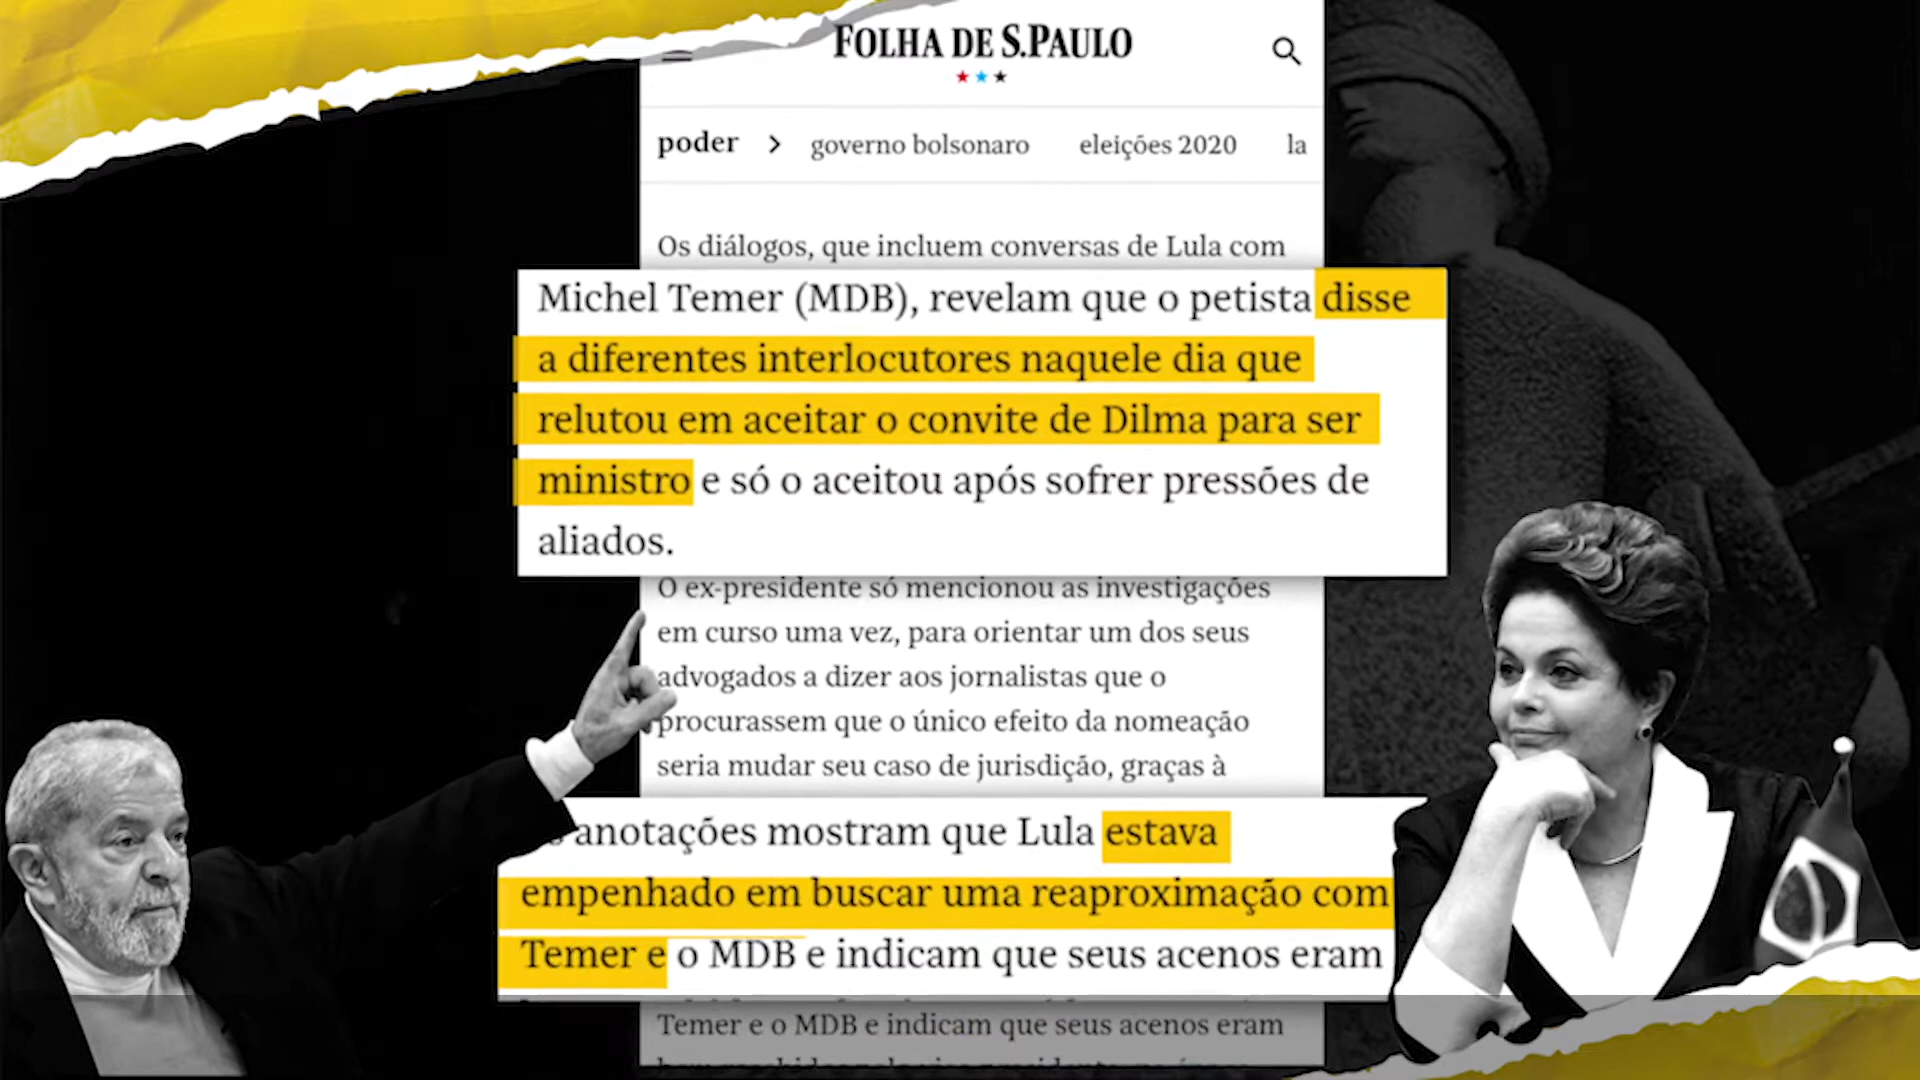 FOLHA DE S.PAULO
poder > governo bolsonaro eleições 2020 la
Os diálogos, que incluem conversas de Lula com
Michel Temer (MDB), revelam que o petista disse
a diferentes interlocutores naquele dia que
relutou em aceitar o convite de Dilma para ser
ministro e só o aceitou após sofrer pressões de
aliados.
O ex-presidente só mencionou as investigações
em curso uma vez, para orientar um dos seus
advogados a dizer aos jornalistas que o
procurassem que o único efeito da nomeação
seria mudar seu caso de jurisdição, graças à
anotações mostram que Lula estava
empenhado em buscar uma reaproximação com
Temer e o MDB e indicam que seus acenos eram
Temer e o MDB e indicam que seus acenos eram